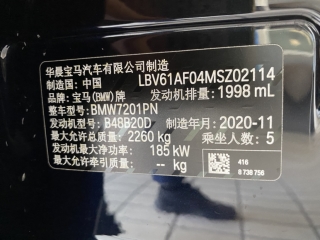 华晨宝马汽车有限公司制造
制造国：中国 LBV61AF04MSZ02114
品牌：宝马(BMW)牌 发动机排量：1998 mL
整车型号：BMW7201PN
发动机型号：B48B20D 制造年月：2020-11
最大允许总质量：2260 kg 乘坐人数：5
发动机最大净功率：185 kW
最大允许牵引质量：-- kg
416
8 738 758